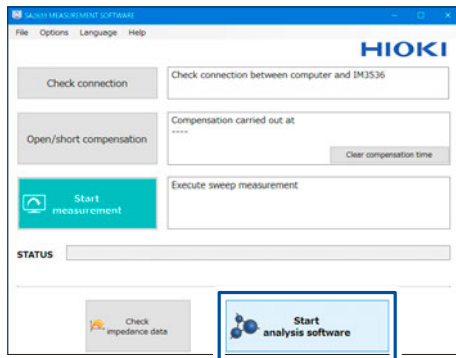 SA2633 MEASUREMENT SOFTWARE
File Options Language Help
HIOKI
Check connection
Check connection between computer and IM3536
Open/short compensation
Compensation carried out at
----
Clear compensation time
Start
measurement
Execute sweep measurement
STATUS
Check
impedance data
Start
analysis software